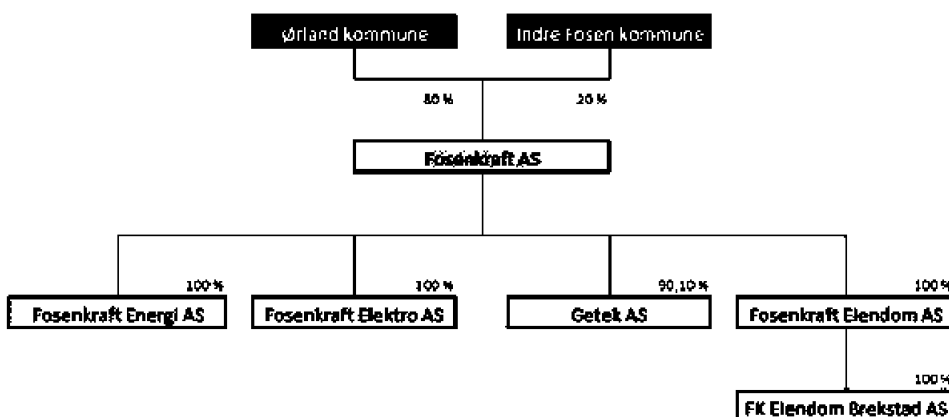 Ørland kommune
Indre Fosen kommune
80 %
20 %
Fosenkraft AS
100 %
100 %
90,10 %
100 %
Fosenkraft Energi AS
Fosenkraft Elektro AS
Getek AS
Fosenkraft Eiendom AS
100 %
FK Eiendom Brekstad AS